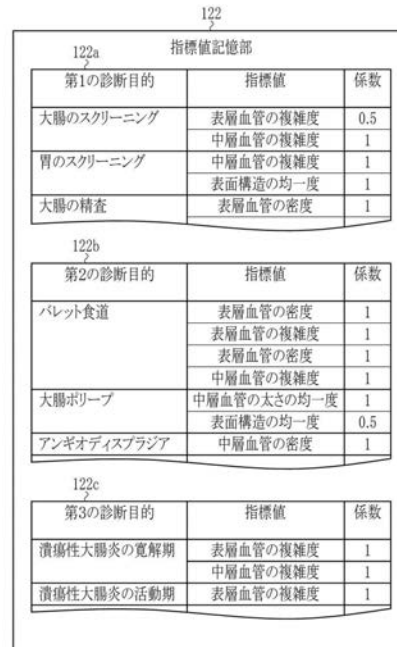 122
指標値記憶部
122a
第1の診断目的 指標値 係数
大腸のスクリーニング 表層血管の複雑度 0.5
中層血管の複雑度 1
胃のスクリーニング 中層血管の複雑度 1
表面構造の均一度 1
大腸の精査 表層血管の密度 1
122b
第2の診断目的 指標値 係数
バレット食道 表層血管の密度 1
表層血管の複雑度 1
表層血管の密度 1
中層血管の複雑度 1
大腸ポリープ 中層血管の太さの均一度 1
表面構造の均一度 0.5
アンギオディスプラジア 中層血管の密度 1
122c
第3の診断目的 指標値 係数
潰瘍性大腸炎の寛解期 表層血管の複雑度 1
中層血管の複雑度 1
潰瘍性大腸炎の活動期 表層血管の複雑度 1